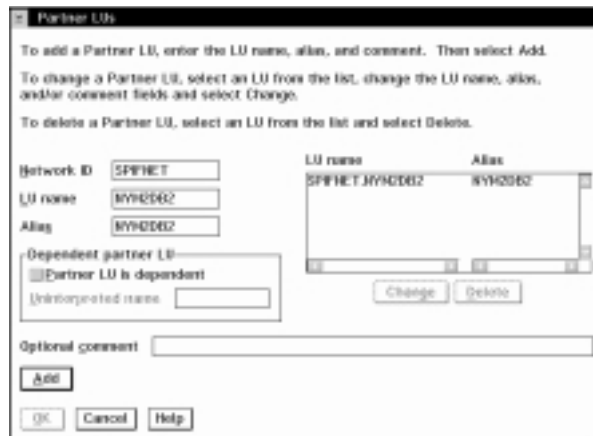 Partner LUs
To add a Partner LU, enter the LU name, alias, and comment. Then select Add.
To change a Partner LU, select an LU from the list, change the LU name, alias,
and/or comment fields and select Change.
To delete a Partner LU, select an LU from the list and select Delete.
Network ID SPIFNET
LU name NYM2DB2
Alias NYM2DB2
LU name Alias
SPIFNET.NYM2DB2 NYM2DB2
Dependent partner LU
Partner LU is dependent
Uninterpreted name
Change Delete
Optional comment
Add
OK Cancel Help